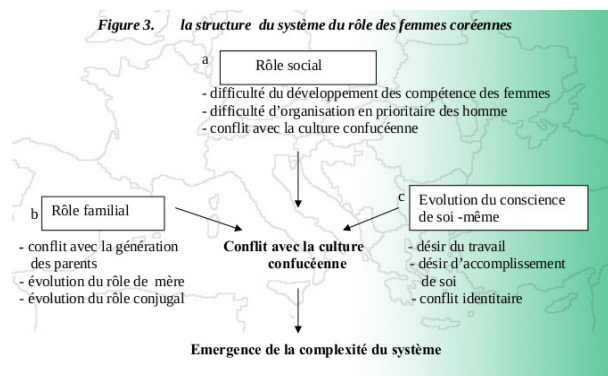 Figure 3. la structure du système du rôle des femmes coréennes
a
Rôle social
- difficulté du développement des compétence des femmes
- difficulté d'organisation en prioritaire des homme
- conflit avec la culture confucéenne
b
Rôle familial
- conflit avec la génération
des parents
- évolution du rôle de mère
- évolution du rôle conjugal
Conflit avec la culture
confucéenne
c
Evolution du conscience
de soi -même
- désir du travail
- désir d'accomplissement
de soi
- conflit identitaire
Emergence de la complexité du système